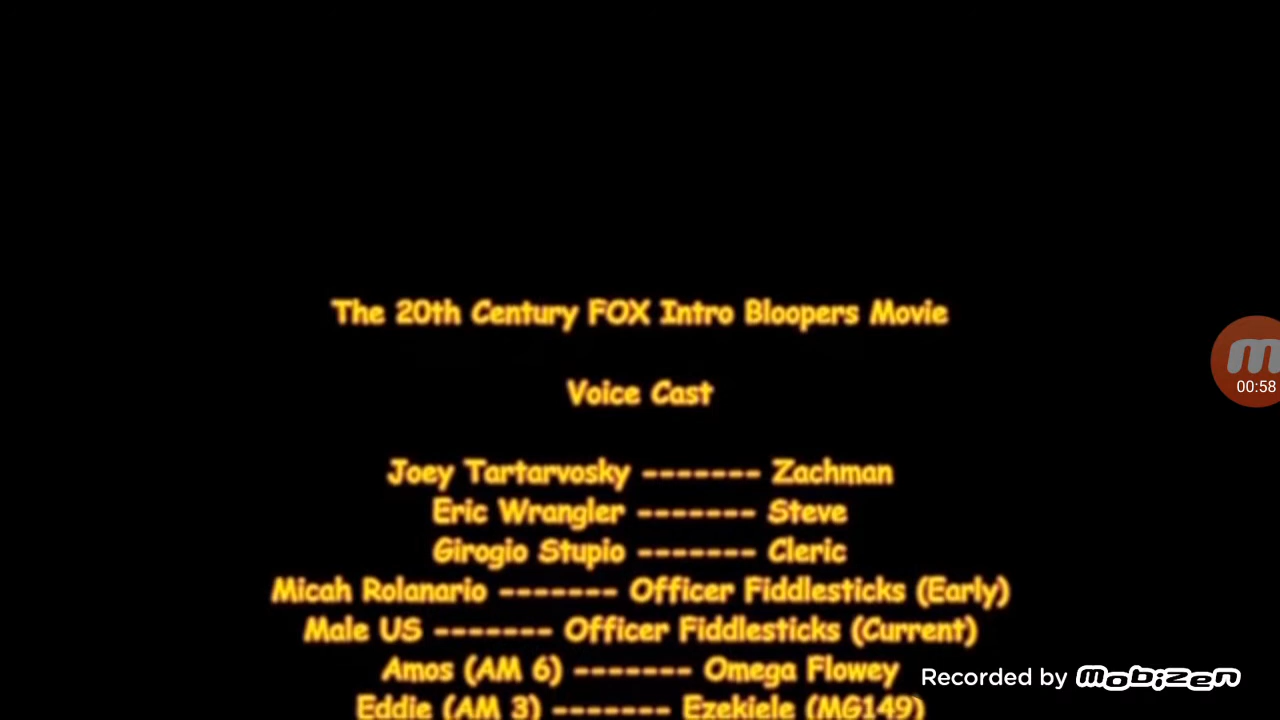 The 20th Century FOX Intro Bloopers Movie
Voice Cast
Joey Tartarvosky ------- Zachman
Eric Wrangler ------- Steve
Girogio Stupio ------- Cleric
Micah Rolanario ------- Officer Fiddlesticks (Early)
Male US ------- Officer Fiddlesticks (Current)
Amos (AM 6) ------- Omega Flowey
Eddie (AM 3) ------- Ezekiele (MG149)
00:58
Recorded by mobizen